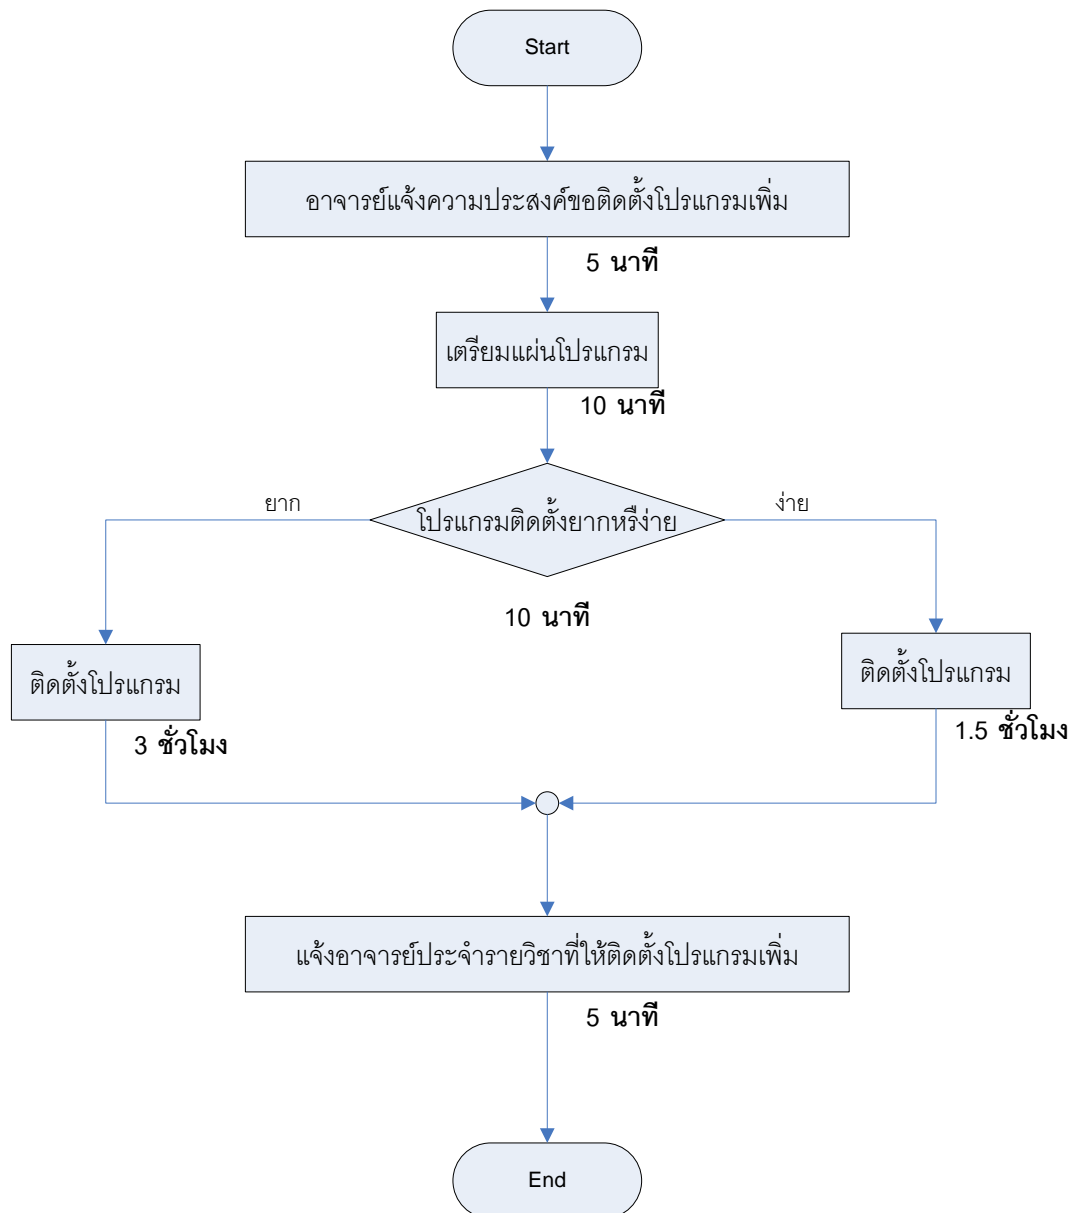 Start
อาจารย์แจ้งความประสงค์ขอติดตั้งโปรแกรมเพิ่ม
5 นาที
เตรียมแผ่นโปรแกรม
10 นาที
ยาก
โปรแกรมติดตั้งยากหรืง่าย
ง่าย
10 นาที
ติดตั้งโปรแกรม
3 ชั่วโมง
ติดตั้งโปรแกรม
1.5 ชั่วโมง
แจ้งอาจารย์ประจำรายวิชาที่ให้ติดตั้งโปรแกรมเพิ่ม
5 นาที
End